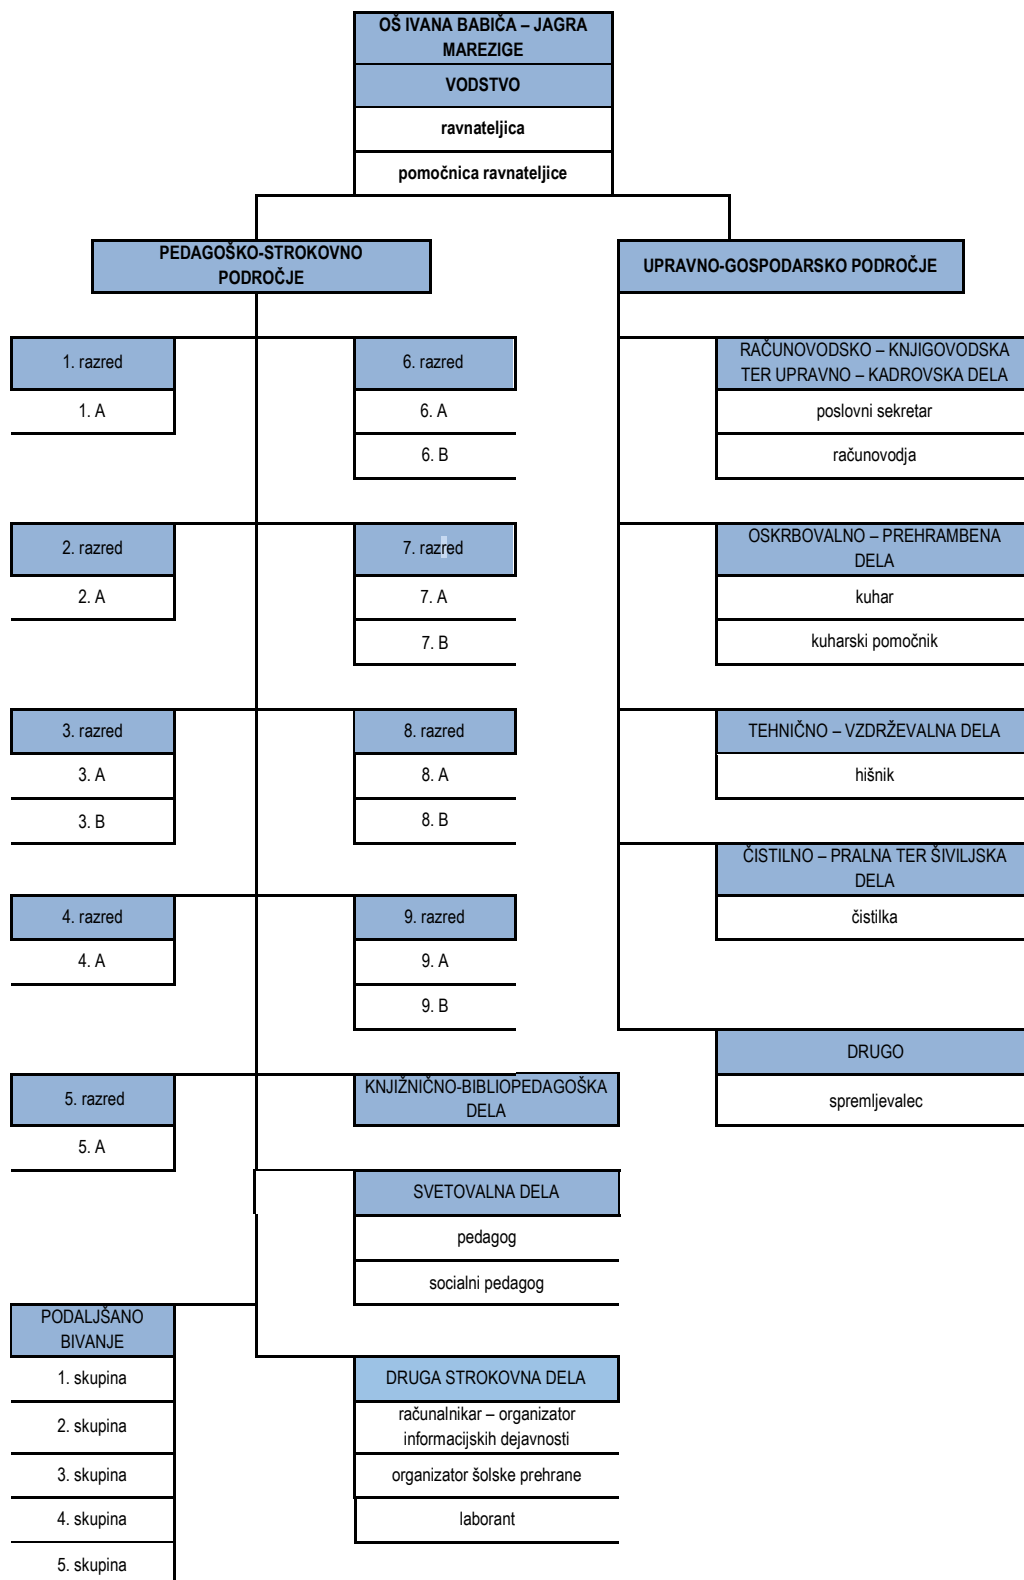 OŠ IVANA BABIČA – JAGRA
MAREZIGE
VODSTVO
ravnateljica
pomočnica ravnateljice
PEDAGOŠKO-STROKOVNO
PODROČJE
1. razred
1. A
2. razred
2. A
3. razred
3. A
3. B
4. razred
4. A
5. razred
5. A
PODALJŠANO
BIVANJE
1. skupina
2. skupina
3. skupina
4. skupina
5. skupina
6. razred
6. A
6. B
7. razred
7. A
7. B
8. razred
8. A
8. B
9. razred
9. A
9. B
KNJIŽNIČNO-BIBLIOPEDAGOŠKA
DELA
SVETOVALNA DELA
pedagog
socialni pedagog
DRUGA STROKOVNA DELA
računalnikar – organizator
informacijskih dejavnosti
organizator šolske prehrane
laborant
UPRAVNO-GOSPODARSKO PODROČJE
RAČUNOVODSKO – KNJIGOVODSKA
TER UPRAVNO – KADROVSKA DELA
poslovni sekretar
računovodja
OSKRBOVALNO – PREHRAMBENA
DELA
kuhar
kuharski pomočnik
TEHNIČNO – VZDRŽEVALNA DELA
hišnik
ČISTILNO – PRALNA TER ŠIVILJSKA
DELA
čistilka
DRUGO
spremljevalec